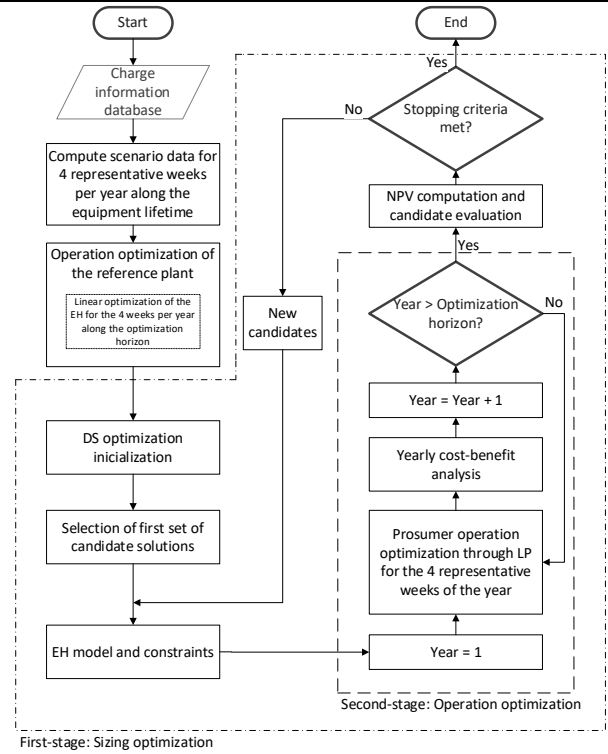 Start
Charge
information
database
Compute scenario data for
4 representative weeks
per year along the
equipment lifetime
Operation optimization of
the reference plant
Linear optimization of the
EH for the 4 weeks per year
along the optimization
horizon
DS optimization
inicialization
Selection of first set of
candidate solutions
EH model and constraints
New
candidates
End
Yes
No
Stopping criteria
met?
NPV computation and
candidate evaluation
Yes
Year > Optimization
horizon?
No
Year = Year + 1
Yearly cost-benefit
analysis
Prosumer operation
optimization through LP
for the 4 representative
weeks of the year
Year = 1
Second-stage: Operation optimization
First-stage: Sizing optimization